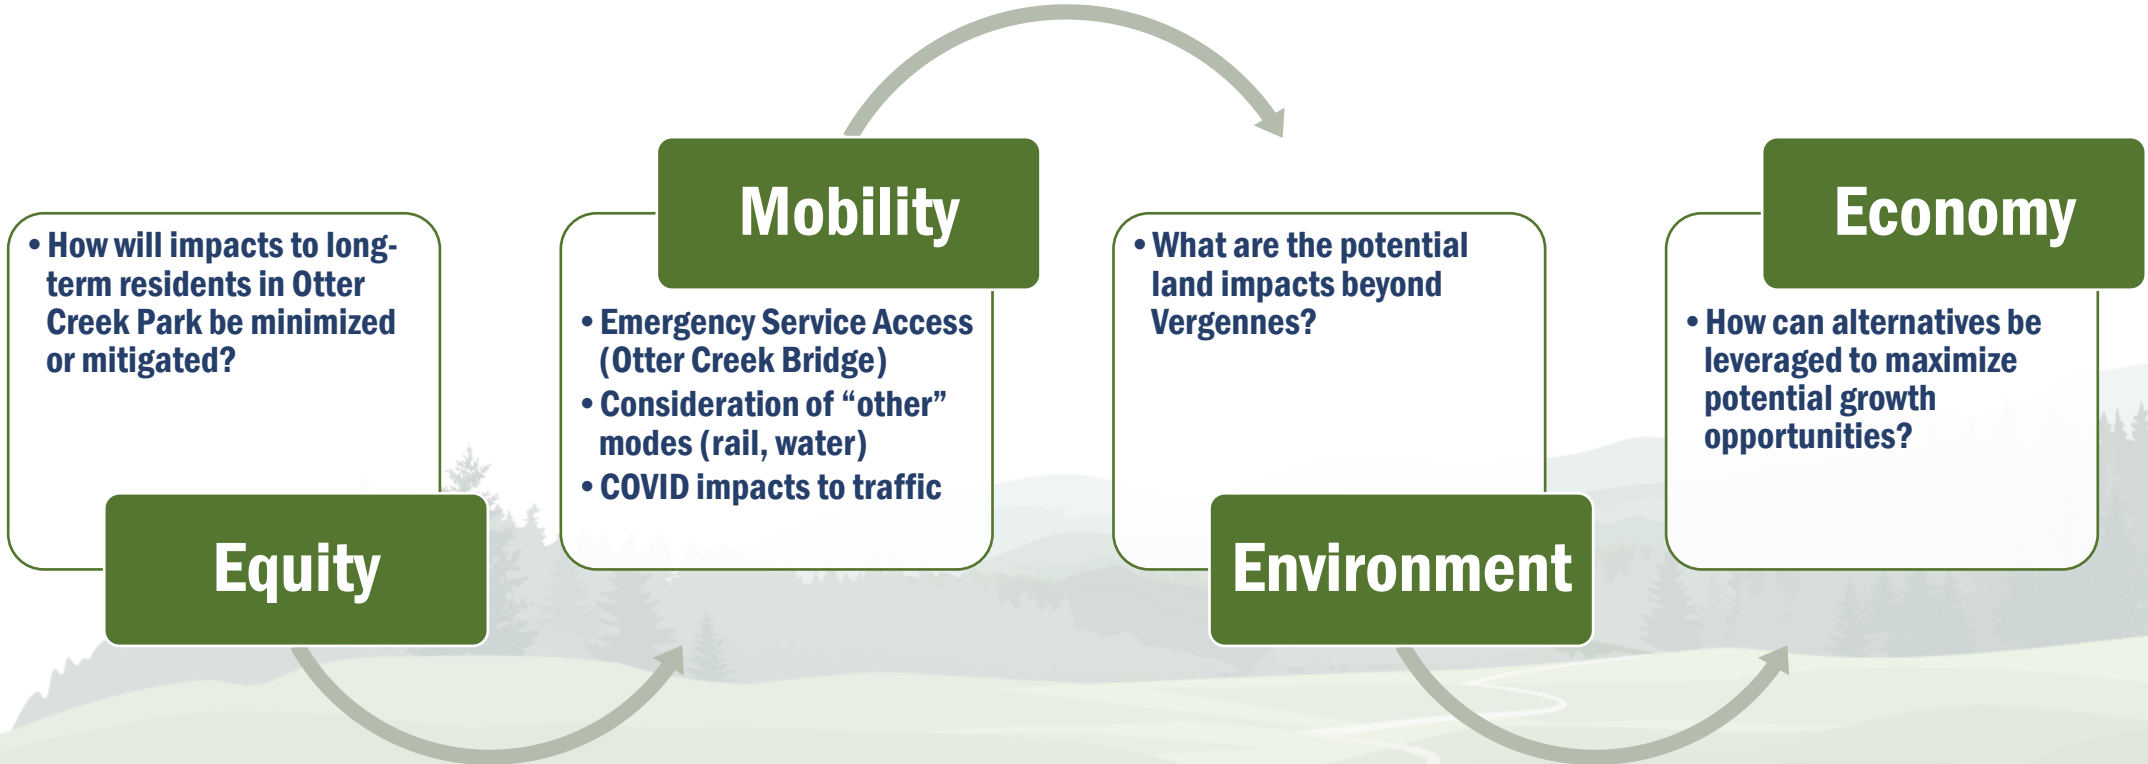 • How will impacts to long-
term residents in Otter
Creek Park be minimized
or mitigated?
Equity
Mobility
• Emergency Service Access
(Otter Creek Bridge)
• Consideration of “other”
modes (rail, water)
• COVID impacts to traffic
• What are the potential
land impacts beyond
Vergennes?
Environment
Economy
• How can alternatives be
leveraged to maximize
potential growth
opportunities?